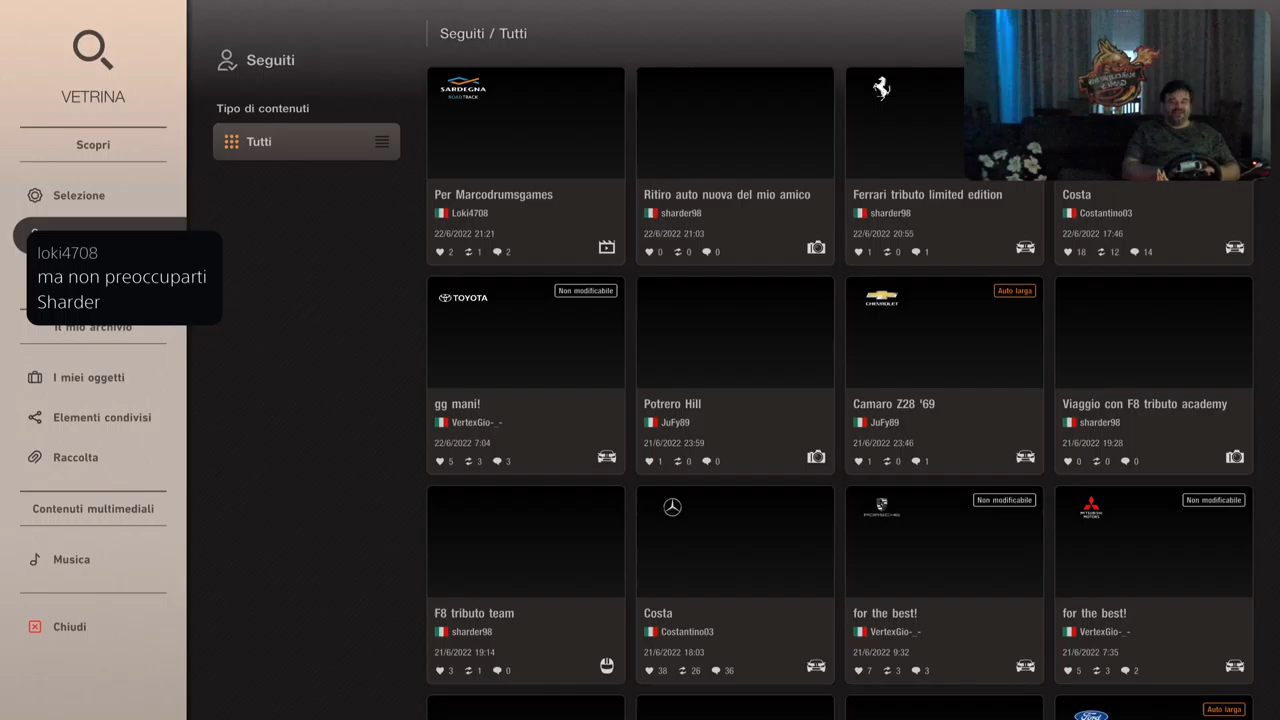 VETRINA
Scopri
Selezione
loki4708
ma non preoccuparti
Sharder
Il mio archivio
I miei oggetti
Elementi condivisi
Raccolta
Contenuti multimediali
Musica
Chiudi
Seguiti
Tipo di contenuti
Tutti
Seguiti / Tutti
SARDEGNA
ROAD TRACK
Per Marcodrumsgames
Loki4708
22/6/2022 21:21
2 1 2
Ritiro auto nuova del mio amico
sharder98
22/6/2022 21:03
0 0 0
Ferrari tributo limited edition
sharder98
22/6/2022 20:55
1 0 1
Costa
Costantino03
22/6/2022 17:46
18 12 14
TOYOTA
Non modificabile
gg mani!
VertexGio-_-
22/6/2022 7:04
5 3 3
Potrero Hill
JuFy89
21/6/2022 23:59
1 0 0
CHEVROLET
Auto larga
Camaro Z28 '69
JuFy89
21/6/2022 23:46
1 0 1
Viaggio con F8 tributo academy
sharder98
21/6/2022 19:28
0 0 0
F8 tributo team
sharder98
21/6/2022 19:14
3 1 0
Costa
Costantino03
21/6/2022 18:03
38 26 36
PORSCHE
Non modificabile
for the best!
VertexGio-_-
21/6/2022 9:32
7 3 3
MITSUBISHI
MOTORS
Non modificabile
for the best!
VertexGio-_-
21/6/2022 7:35
5 3 2
Ford
Auto larga